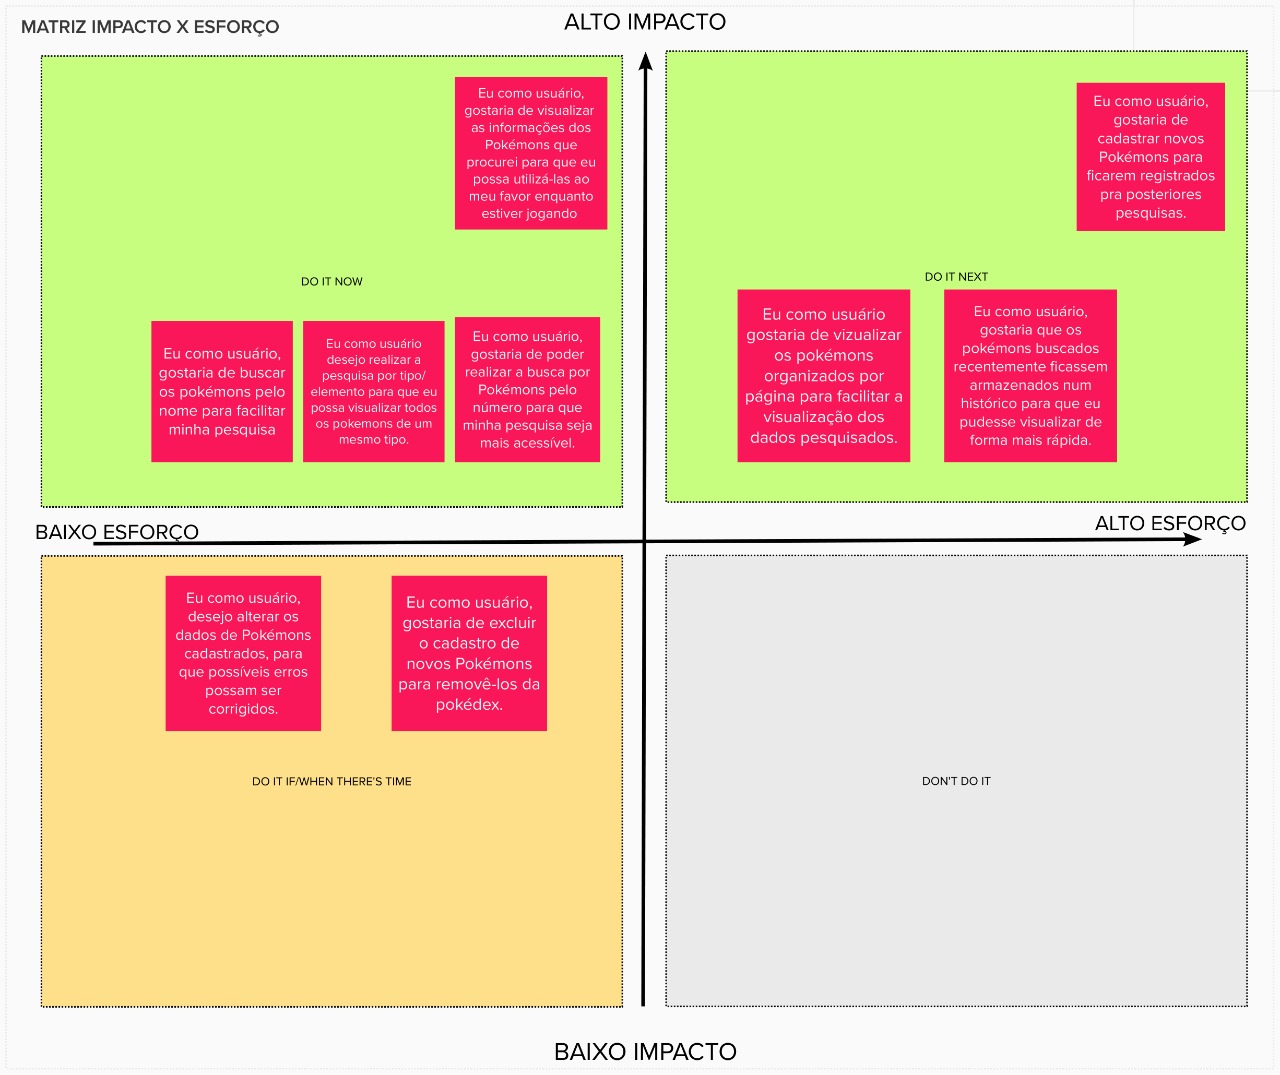 MATRIZ IMPACTO X ESFORÇO
ALTO IMPACTO
Eu como usuário,
gostaria de visualizar
as informações dos
Pokémons que
procurei para que eu
possa utilizá-las ao
meu favor enquanto
estiver jogando
DO IT NOW
Eu como usuário,
gostaria de buscar
os pokémons pelo
nome para facilitar
minha pesquisa
Eu como usuário
desejo realizar a
pesquisa por tipo/
elemento para que eu
possa visualizar todos
os pokemons de um
mesmo tipo.
Eu como usuário,
gostaria de poder
realizar a busca por
Pokémons pelo
número para que
minha pesquisa seja
mais acessível.
Eu como usuário,
gostaria de
cadastrar novos
Pokémons para
ficarem registrados
pra posteriores
pesquisas.
DO IT NEXT
Eu como usuário
gostaria de vizualizar
os pokémons
organizados por
página para facilitar a
visualização dos
dados pesquisados.
Eu como usuário,
gostaria que os
pokémons buscados
recentemente ficassem
armazenados num
histórico para que eu
pudesse visualizar de
forma mais rápida.
BAIXO ESFORÇO
ALTO ESFORÇO
Eu como usuário,
desejo alterar os
dados de Pokémons
cadastrados, para
que possíveis erros
possam ser
corrigidos.
Eu como usuário,
gostaria de excluir
o cadastro de
novos Pokémons
para removê-los da
pokédex.
DO IT IF/WHEN THERE'S TIME
DON'T DO IT
BAIXO IMPACTO